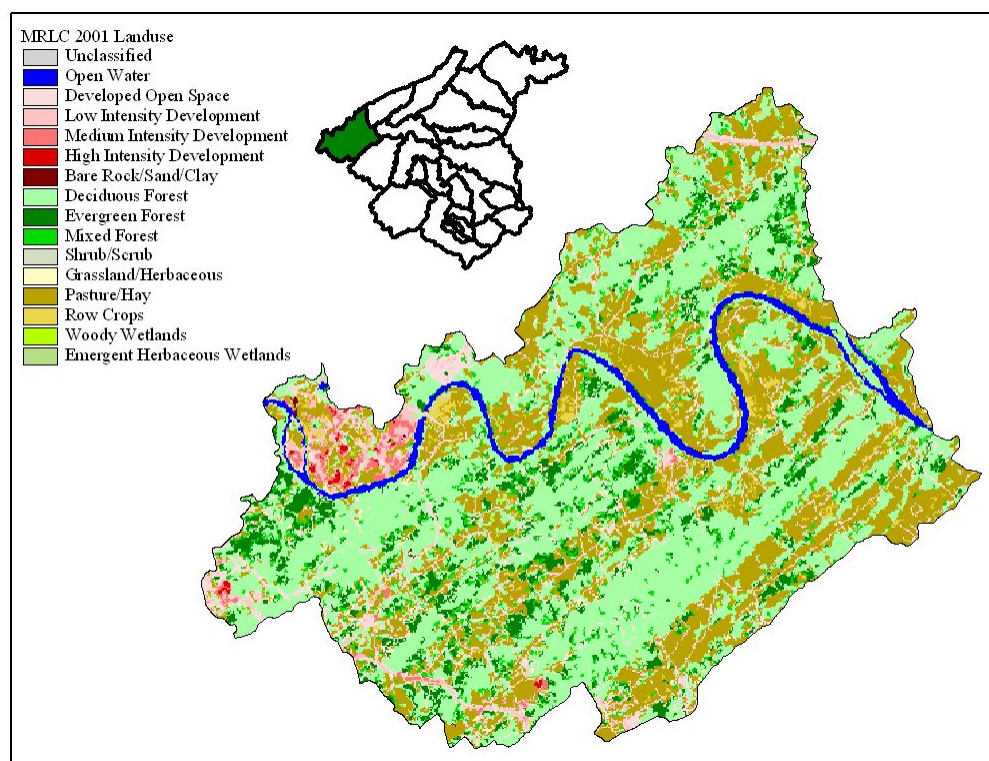 MRLC 2001 Landuse
Unclassified
Open Water
Developed Open Space
Low Intensity Development
Medium Intensity Development
High Intensity Development
Bare Rock/Sand/Clay
Deciduous Forest
Evergreen Forest
Mixed Forest
Shrub/Scrub
Grassland/Herbaceous
Pasture/Hay
Row Crops
Woody Wetlands
Emergent Herbaceous Wetlands